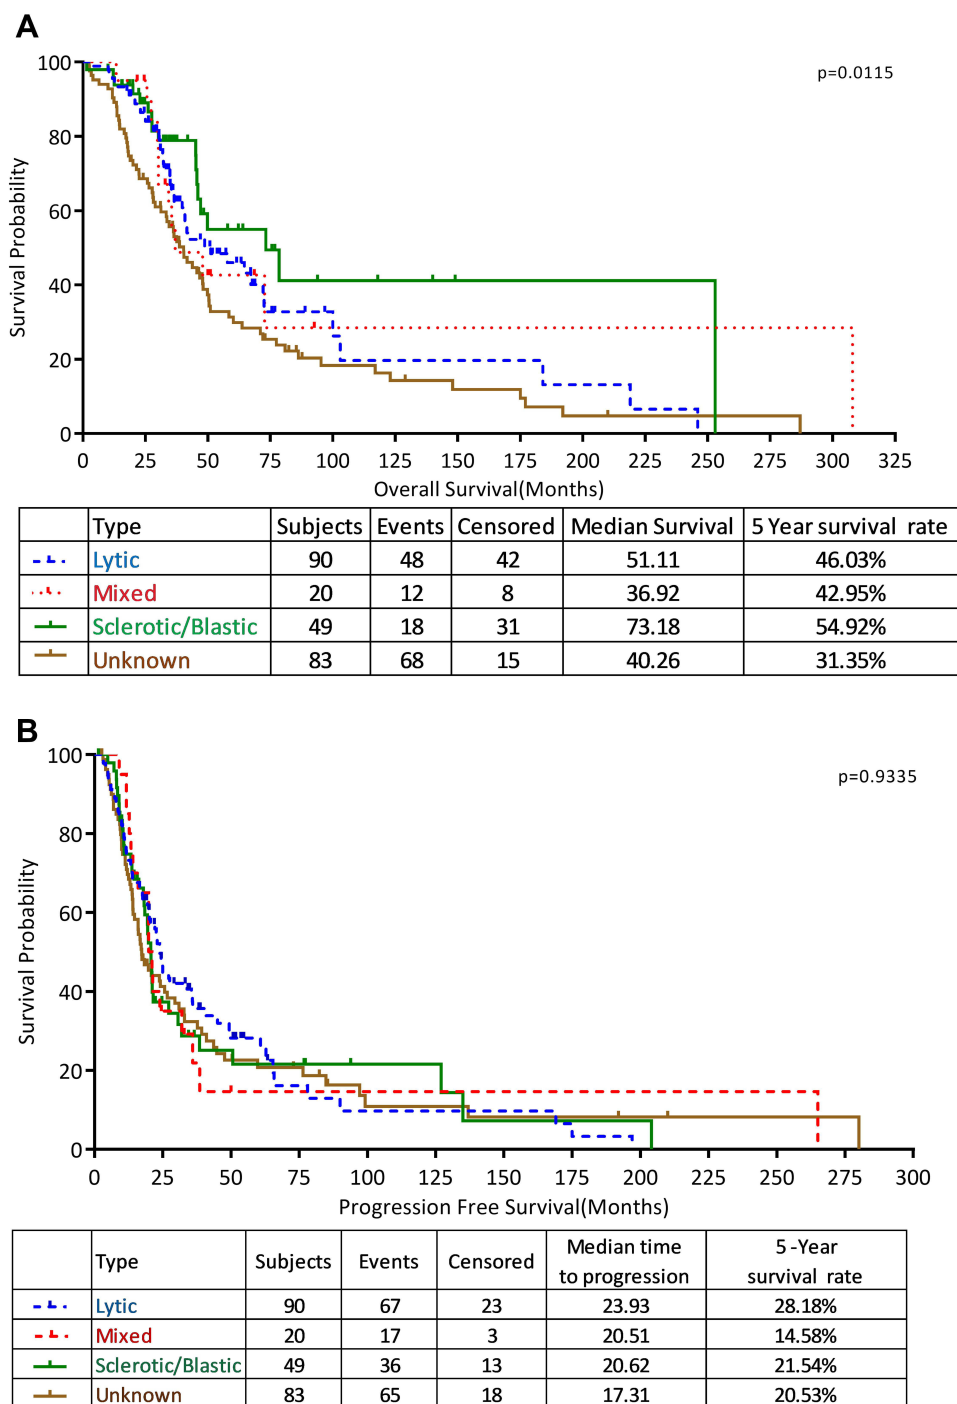 A
100
80
60
40
20
0
Survival Probability
p=0.0115
0 25 50 75 100 125 150 175 200 225 250 275 300 325
Overall Survival(Months)
Type Subjects Events Censored Median Survival 5 Year survival rate
Lytic 90 48 42 51.11 46.03%
Mixed 20 12 8 36.92 42.95%
Sclerotic/Blastic 49 18 31 73.18 54.92%
Unknown 83 68 15 40.26 31.35%
B
100
80
60
40
20
0
Survival Probability
p=0.9335
0 25 50 75 100 125 150 175 200 225 250 275 300
Progression Free Survival(Months)
Type Subjects Events Censored Median time to progression 5 -Year survival rate
Lytic 90 67 23 23.93 28.18%
Mixed 20 17 3 20.51 14.58%
Sclerotic/Blastic 49 36 13 20.62 21.54%
Unknown 83 65 18 17.31 20.53%